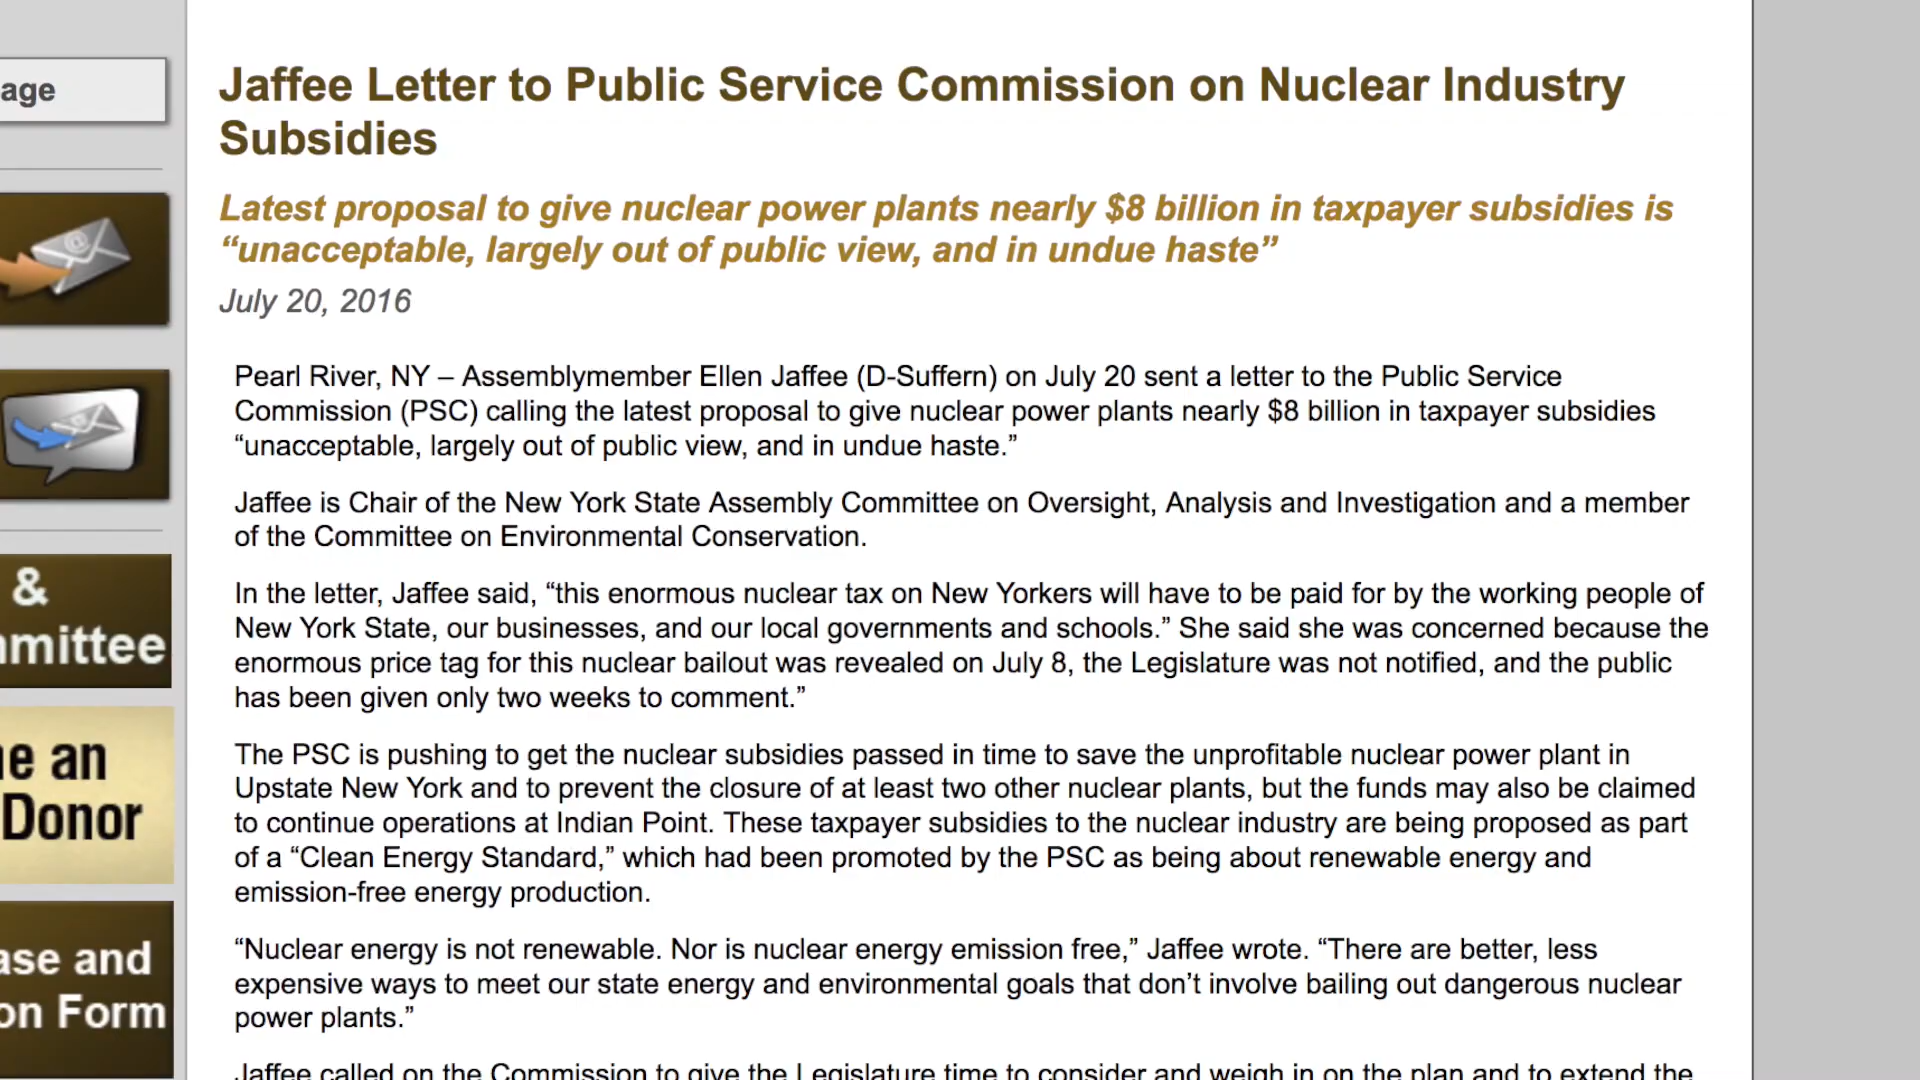 age
&
mmittee
ne an
Donor
ase and
on Form
Jaffee Letter to Public Service Commission on Nuclear Industry
Subsidies
Latest proposal to give nuclear power plants nearly $8 billion in taxpayer subsidies is
“unacceptable, largely out of public view, and in undue haste”
July 20, 2016
Pearl River, NY – Assemblymember Ellen Jaffee (D-Suffern) on July 20 sent a letter to the Public Service
Commission (PSC) calling the latest proposal to give nuclear power plants nearly $8 billion in taxpayer subsidies
“unacceptable, largely out of public view, and in undue haste.”
Jaffee is Chair of the New York State Assembly Committee on Oversight, Analysis and Investigation and a member
of the Committee on Environmental Conservation.
In the letter, Jaffee said, “this enormous nuclear tax on New Yorkers will have to be paid for by the working people of
New York State, our businesses, and our local governments and schools.” She said she was concerned because the
enormous price tag for this nuclear bailout was revealed on July 8, the Legislature was not notified, and the public
has been given only two weeks to comment.”
The PSC is pushing to get the nuclear subsidies passed in time to save the unprofitable nuclear power plant in
Upstate New York and to prevent the closure of at least two other nuclear plants, but the funds may also be claimed
to continue operations at Indian Point. These taxpayer subsidies to the nuclear industry are being proposed as part
of a “Clean Energy Standard,” which had been promoted by the PSC as being about renewable energy and
emission-free energy production.
“Nuclear energy is not renewable. Nor is nuclear energy emission free,” Jaffee wrote. “There are better, less
expensive ways to meet our state energy and environmental goals that don’t involve bailing out dangerous nuclear
power plants.”
Jaffee called on the Commission to give the Legislature time to consider and weigh in on the plan and to extend the